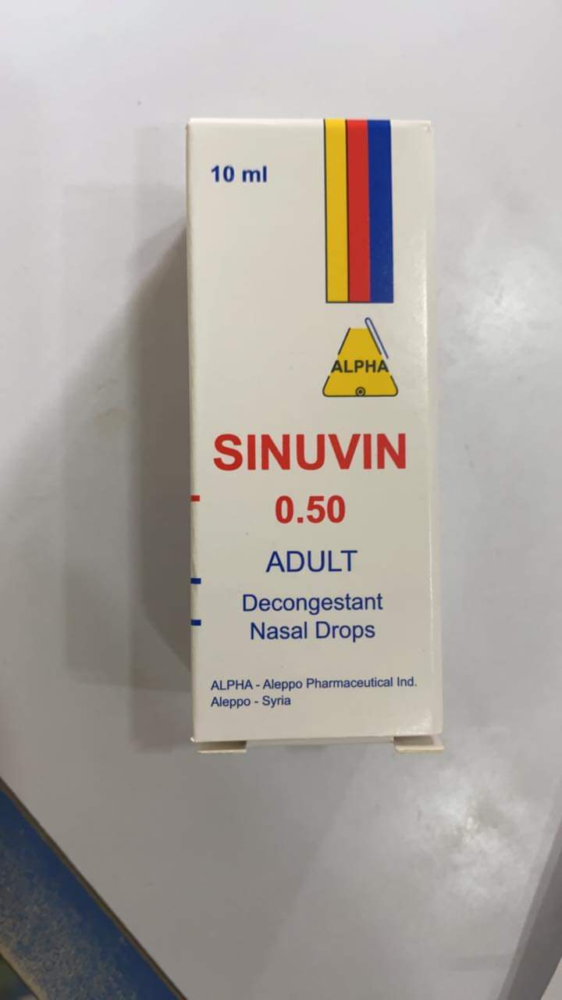 10 ml
ALPHA
SINUVIN
0.50
ADULT
Decongestant
Nasal Drops
ALPHA - Aleppo Pharmaceutical Ind.
Aleppo - Syria